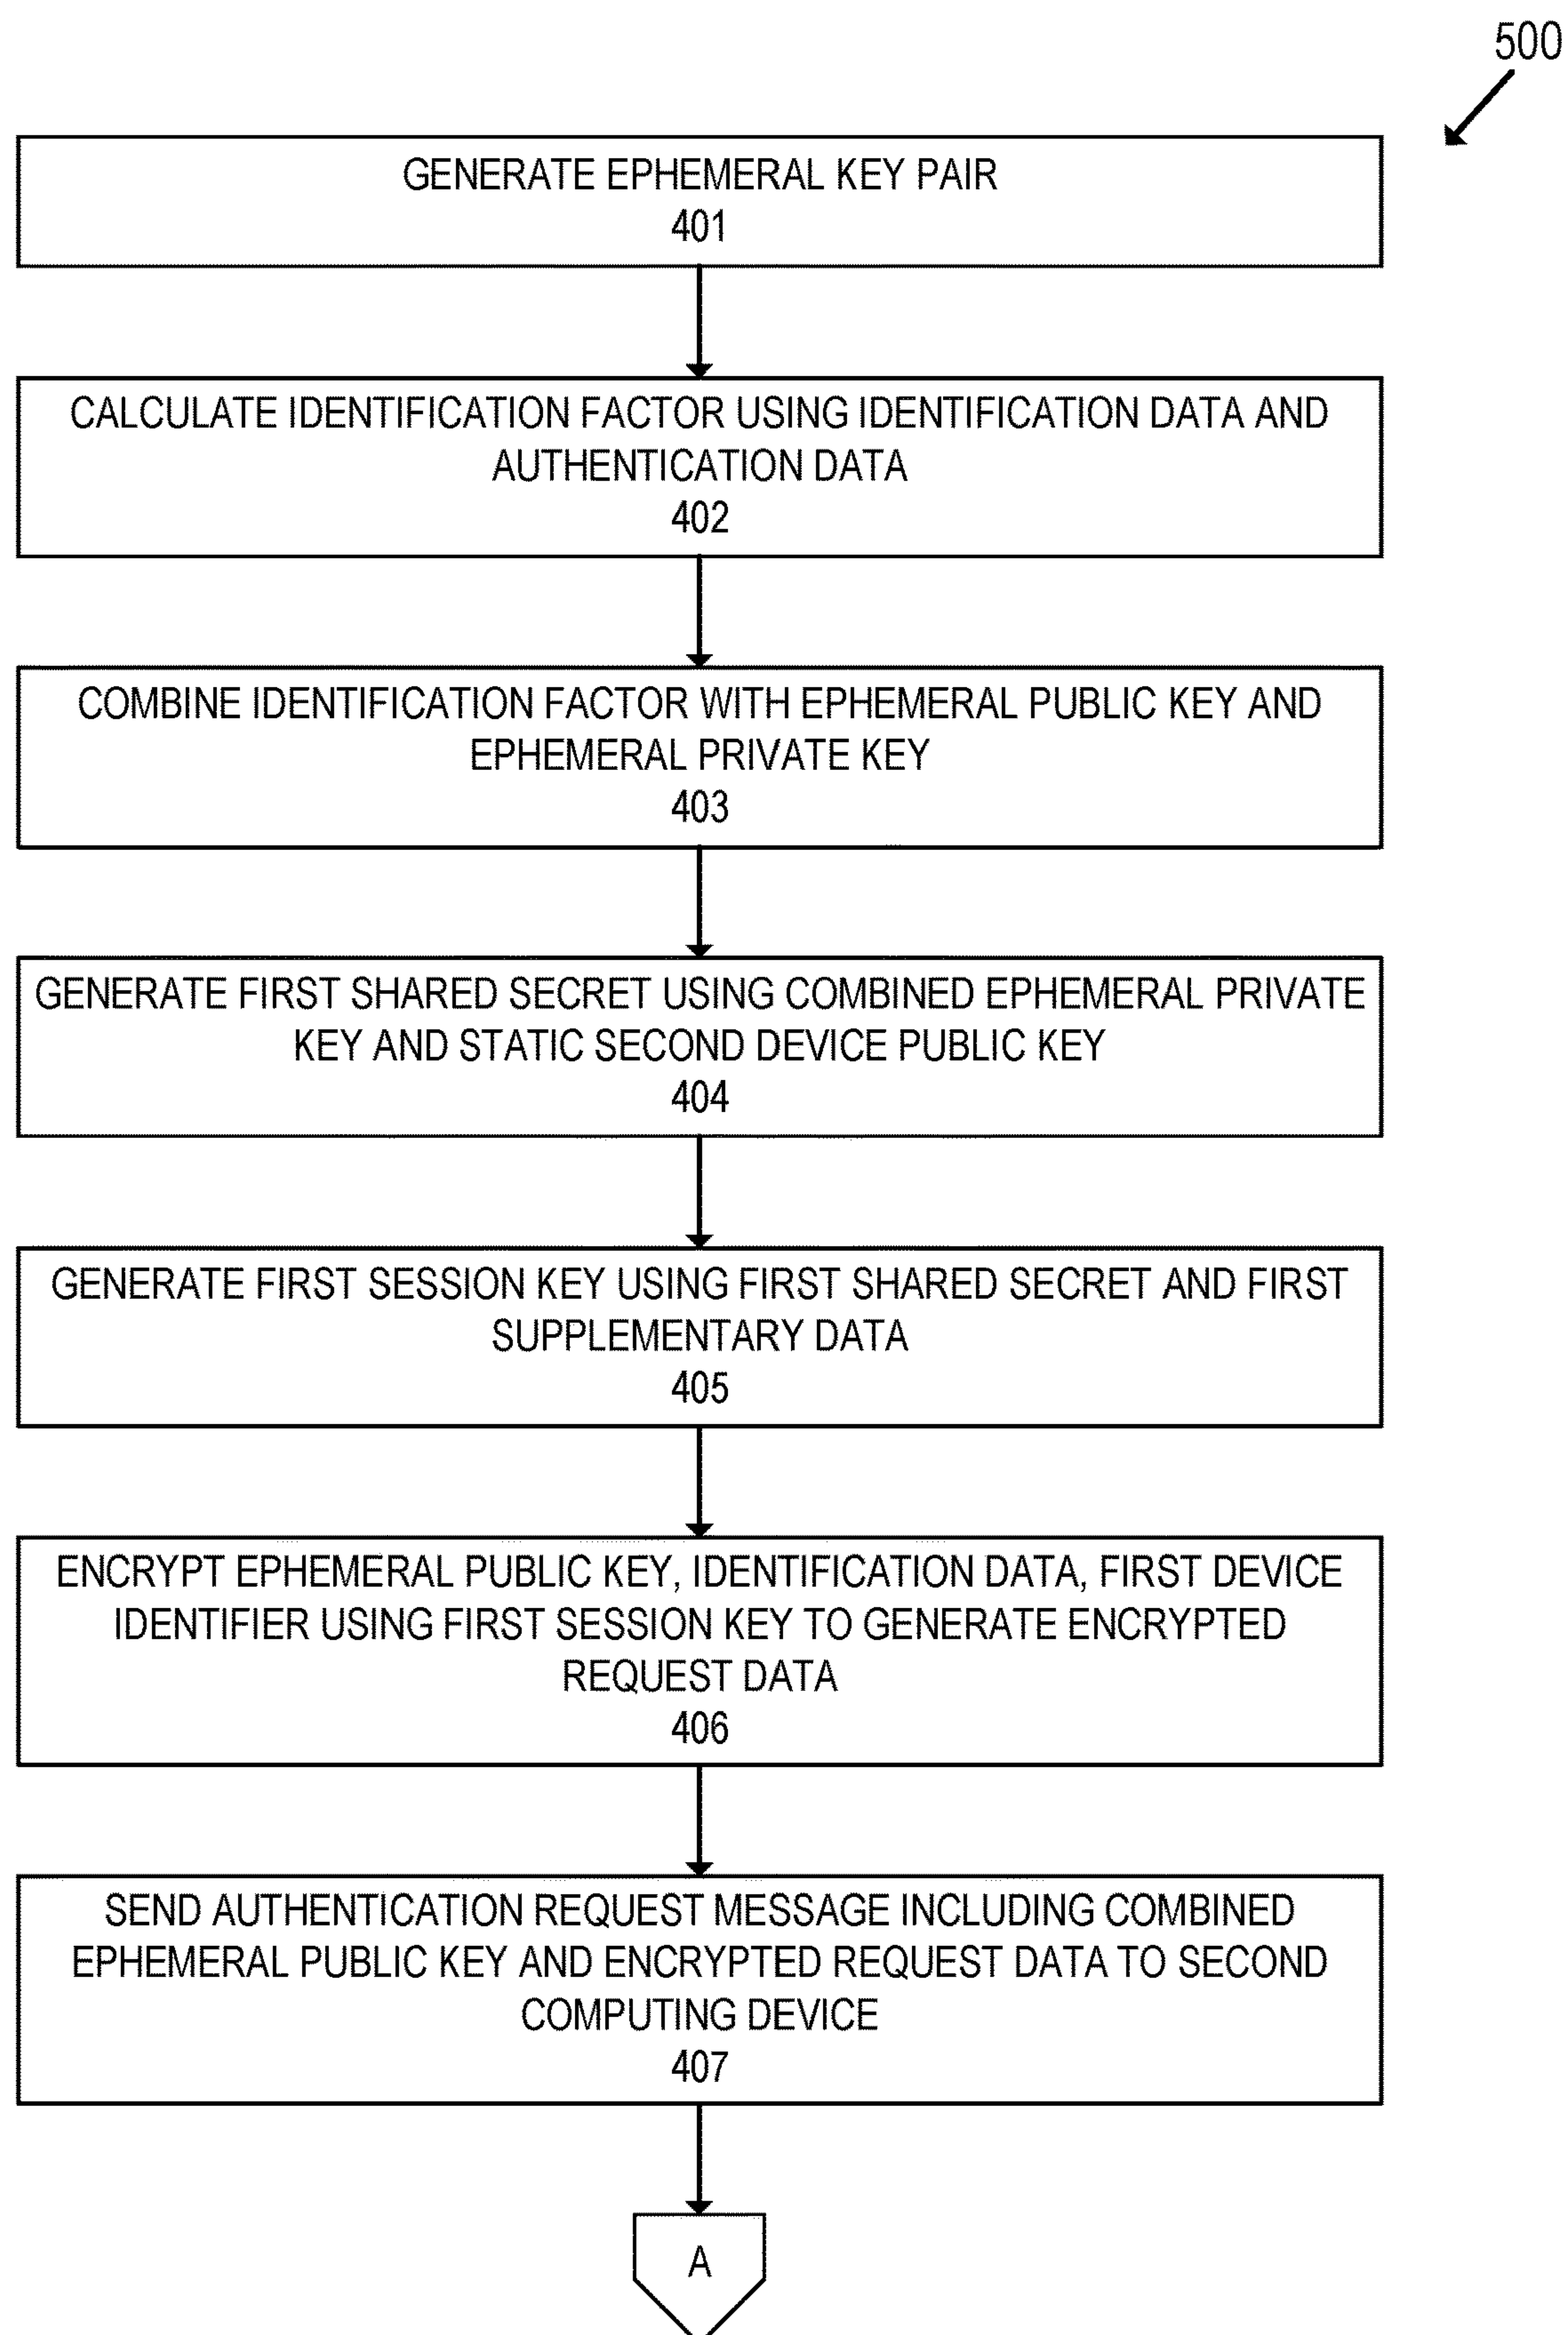 500
GENERATE EPHEMERAL KEY PAIR
401
CALCULATE IDENTIFICATION FACTOR USING IDENTIFICATION DATA AND
AUTHENTICATION DATA
402
COMBINE IDENTIFICATION FACTOR WITH EPHEMERAL PUBLIC KEY AND
EPHEMERAL PRIVATE KEY
403
GENERATE FIRST SHARED SECRET USING COMBINED EPHEMERAL PRIVATE
KEY AND STATIC SECOND DEVICE PUBLIC KEY
404
GENERATE FIRST SESSION KEY USING FIRST SHARED SECRET AND FIRST
SUPPLEMENTARY DATA
405
ENCRYPT EPHEMERAL PUBLIC KEY, IDENTIFICATION DATA, FIRST DEVICE
IDENTIFIER USING FIRST SESSION KEY TO GENERATE ENCRYPTED
REQUEST DATA
406
SEND AUTHENTICATION REQUEST MESSAGE INCLUDING COMBINED
EPHEMERAL PUBLIC KEY AND ENCRYPTED REQUEST DATA TO SECOND
COMPUTING DEVICE
407
A